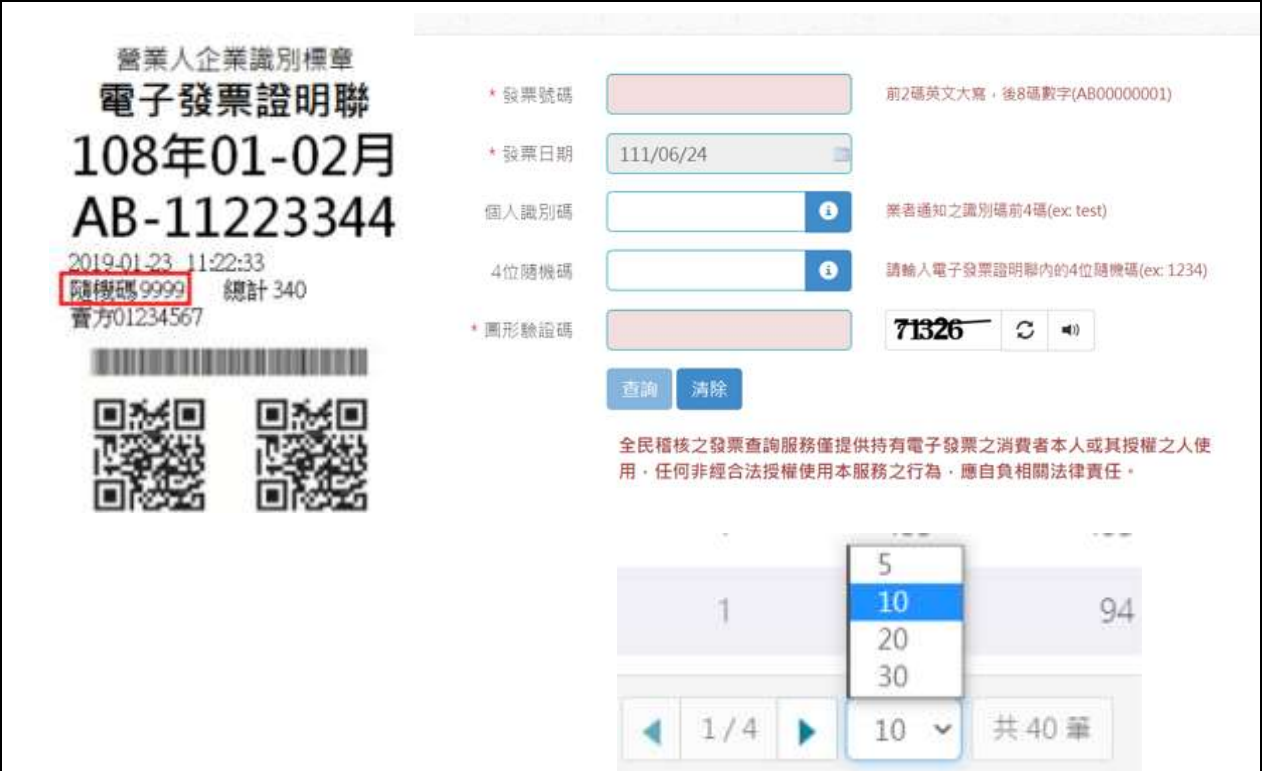 營業人企業識別標章
電子發票證明聯
108年01-02月
AB-11223344
2019-01-23 11:22:33
隨機碼 9999 總計 340
賣方01234567
* 發票號碼 前2碼英文大寫，後8碼數字(AB00000001)
* 發票日期 111/06/24
個人識別碼 業者通知之識別碼前4碼(ex: test)
4位隨機碼 請輸入電子發票證明聯內的4位隨機碼(ex: 1234)
* 圖形驗證碼 71326
查詢 清除
全民稽核之發票查詢服務僅提供持有電子發票之消費者本人或其授權之人使
用，任何非經合法授權使用本服務之行為，應自負相關法律責任。
5
1 10 94
20
30
1 / 4 10 共 40 筆